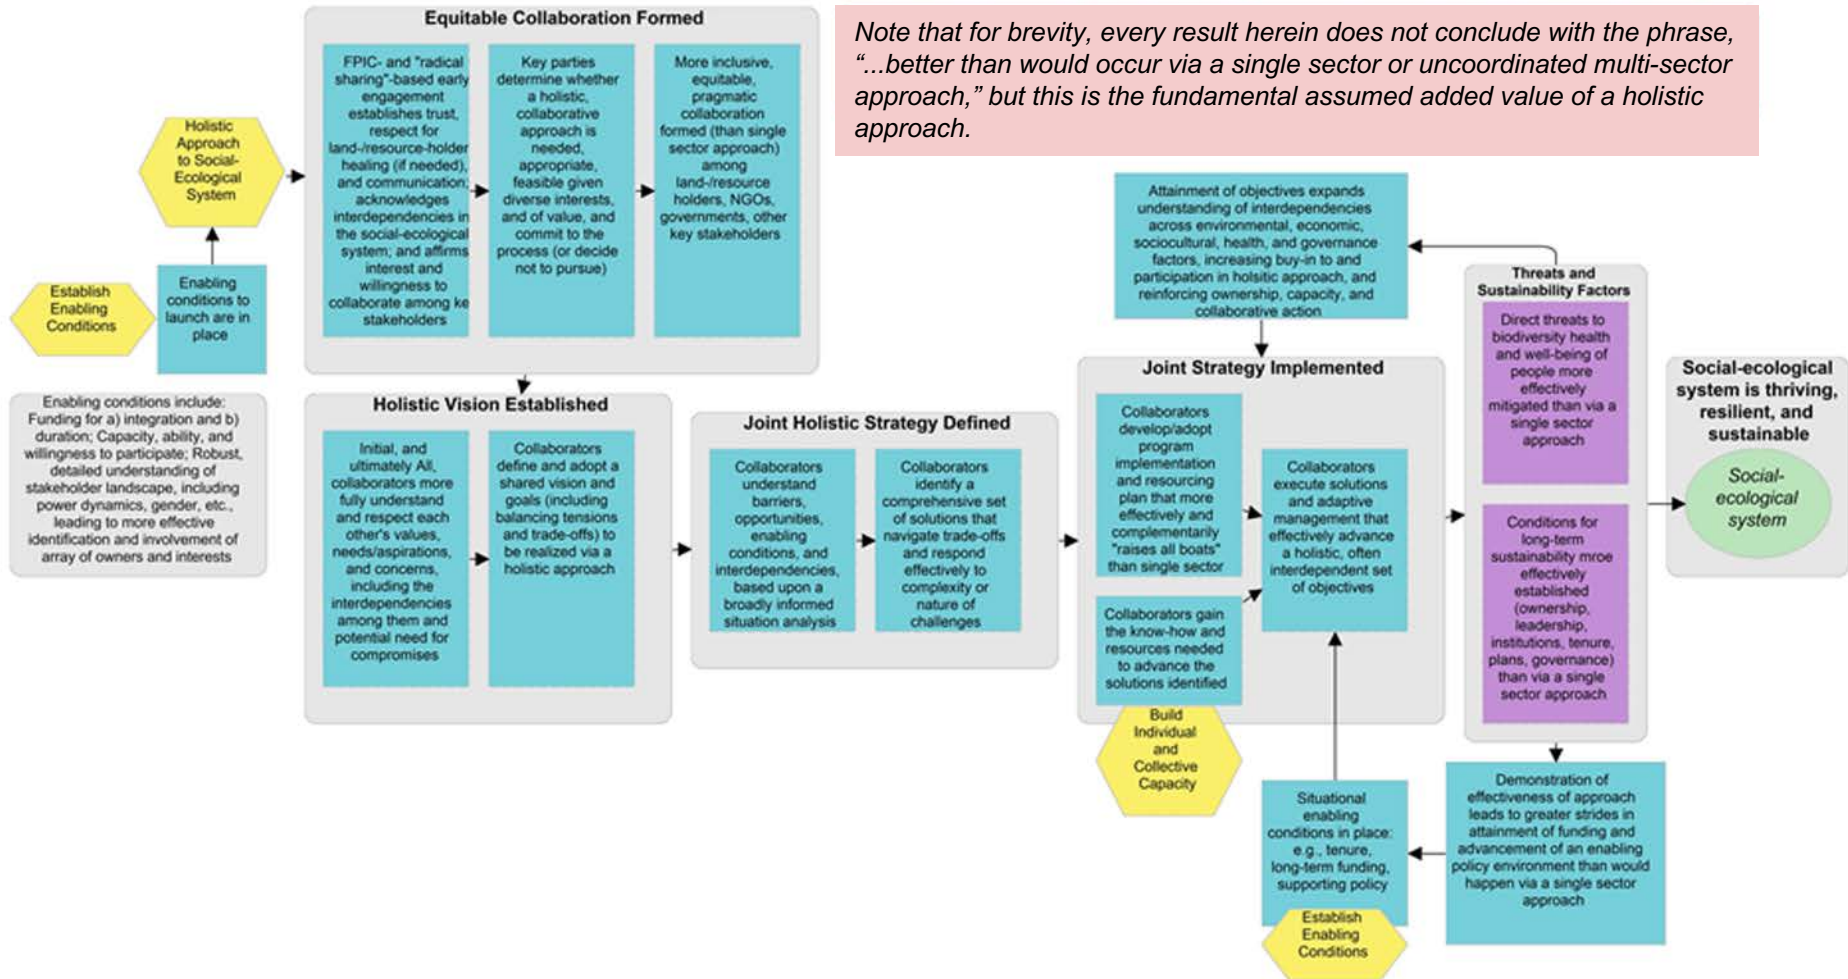 Equitable Collaboration Formed
FPIC- and "radical
sharing"-based early
engagement
establishes trust,
respect for
land-/resource-holder
healing (if needed),
and communication;
acknowledges
interdependencies in
the social-ecological
system; and affirms
interest and
willingness to
collaborate among ke
stakeholders
Key parties
determine whether
a holistic,
collaborative
approach is
needed,
appropriate,
feasible given
diverse interests,
and of value, and
commit to the
process (or decide
not to pursue)
More inclusive,
equitable,
pragmatic
collaboration
formed (than single
sector approach)
among
land-/resource
holders, NGOs,
governments, other
key stakeholders
Note that for brevity, every result herein does not conclude with the phrase,
“...better than would occur via a single sector or uncoordinated multi-sector
approach,” but this is the fundamental assumed added value of a holistic
approach.
Holistic
Approach
to Social-
Ecological
System
Establish
Enabling
Conditions
Enabling
conditions to
launch are in
place
Enabling conditions include:
Funding for a) integration and b)
duration; Capacity, ability, and
willingness to participate; Robust,
detailed understanding of
stakeholder landscape, including
power dynamics, gender, etc.,
leading to more effective
identification and involvement of
array of owners and interests
Holistic Vision Established
Initial, and
ultimately All,
collaborators more
fully understand
and respect each
other's values,
needs/aspirations,
and concerns,
including the
interdependencies
among them and
potential need for
compromises
Collaborators
define and adopt a
shared vision and
goals (including
balancing tensions
and trade-offs) to
be realized via a
holistic approach
Joint Holistic Strategy Defined
Collaborators
understand
barriers,
opportunities,
enabling
conditions, and
interdependencies,
based upon a
broadly informed
situation analysis
Collaborators
identify a
comprehensive set
of solutions that
navigate trade-offs
and respond
effectively to
complexity or
nature of
challenges
Attainment of objectives expands
understanding of interdependencies
across environmental, economic,
sociocultural, health, and governance
factors, increasing buy-in to and
participation in holsitic approach, and
reinforcing ownership, capacity, and
collaborative action
Joint Strategy Implemented
Collaborators
develop/adopt
program
implementation
and resourcing
plan that more
effectively and
complementarily
"raises all boats"
than single sector
Collaborators gain
the know-how and
resources needed
to advance the
solutions identified
Build
Individual
and
Collective
Capacity
Collaborators
execute solutions
and adaptive
management that
effectively advance
a holistic, often
interdependent set
of objectives
Situational
enabling
conditions in place:
e.g., tenure,
long-term funding,
supporting policy
Establish
Enabling
Conditions
Threats and
Sustainability Factors
Direct threats to
biodiversity health
and well-being of
people more
effectively
mitigated than via a
single sector
approach
Conditions for
long-term
sustainability mroe
effectively
established
(ownership,
leadership,
institutions, tenure,
plans, governance)
than via a single
sector approach
Demonstration of
effectiveness of approach
leads to greater strides in
attainment of funding and
advancement of an enabling
policy environment than would
happen via a single sector
approach
Social-ecological
system is thriving,
resilient, and
sustainable
Social-
ecological
system